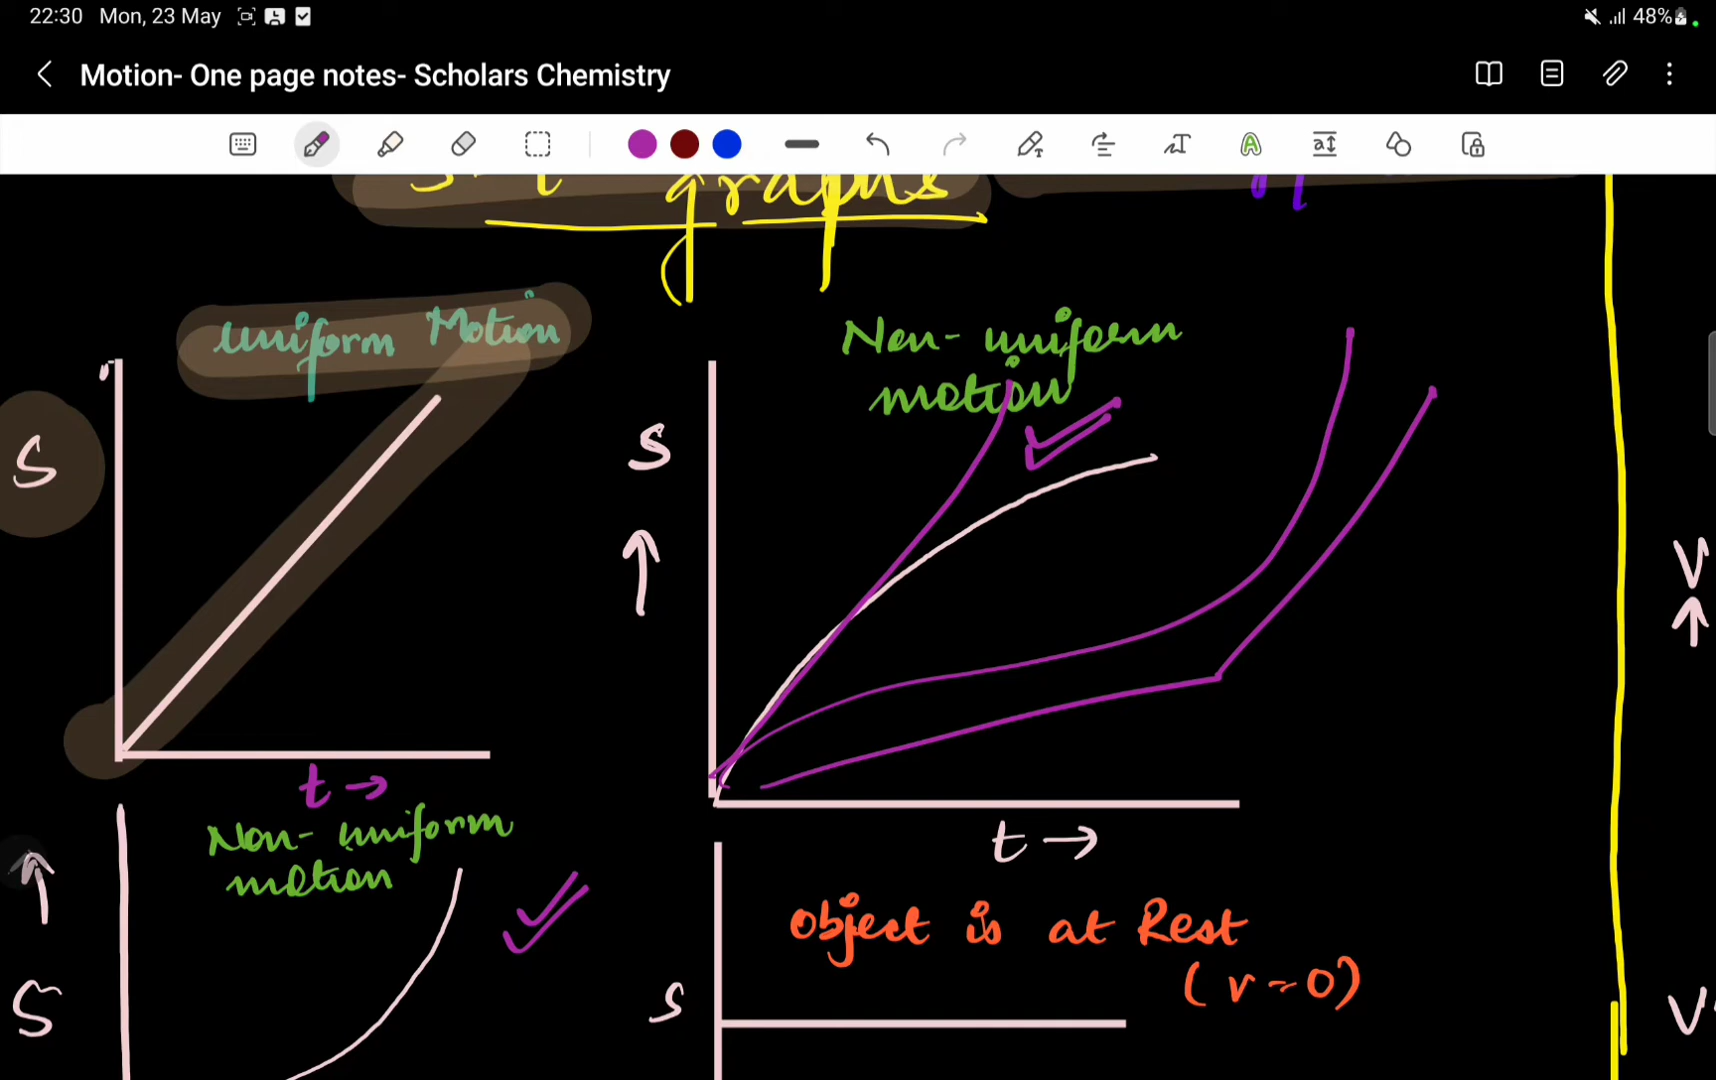 22:30 Mon, 23 May
48%
Motion- One page notes- Scholars Chemistry
graphs
Uniform Motion
Non-uniform
motion
S
S
t →
t →
V
Non-uniform
motion
Object is at Rest
(v=0)
S
S
V